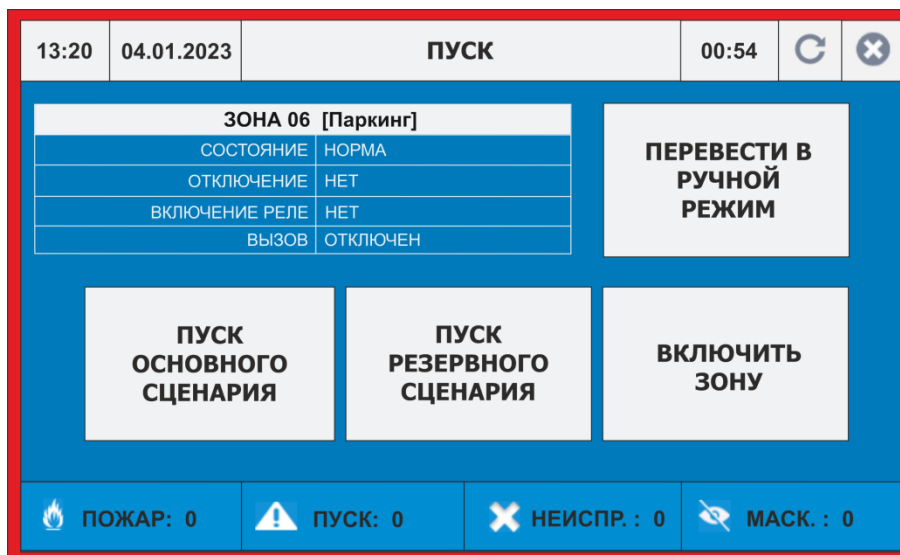 13:20 04.01.2023 ПУСК 00:54
ЗОНА 06 [Паркинг]
СОСТОЯНИЕ НОРМА
ОТКЛЮЧЕНИЕ НЕТ
ВКЛЮЧЕНИЕ РЕЛЕ НЕТ
ВЫЗОВ ОТКЛЮЧЕН
ПЕРЕВЕСТИ В
РУЧНОЙ
РЕЖИМ
ПУСК
ОСНОВНОГО
СЦЕНАРИЯ
ПУСК
РЕЗЕРВНОГО
СЦЕНАРИЯ
ВКЛЮЧИТЬ
ЗОНУ
ПОЖАР: 0 ПУСК: 0 НЕИСПР. : 0 МАСК. : 0